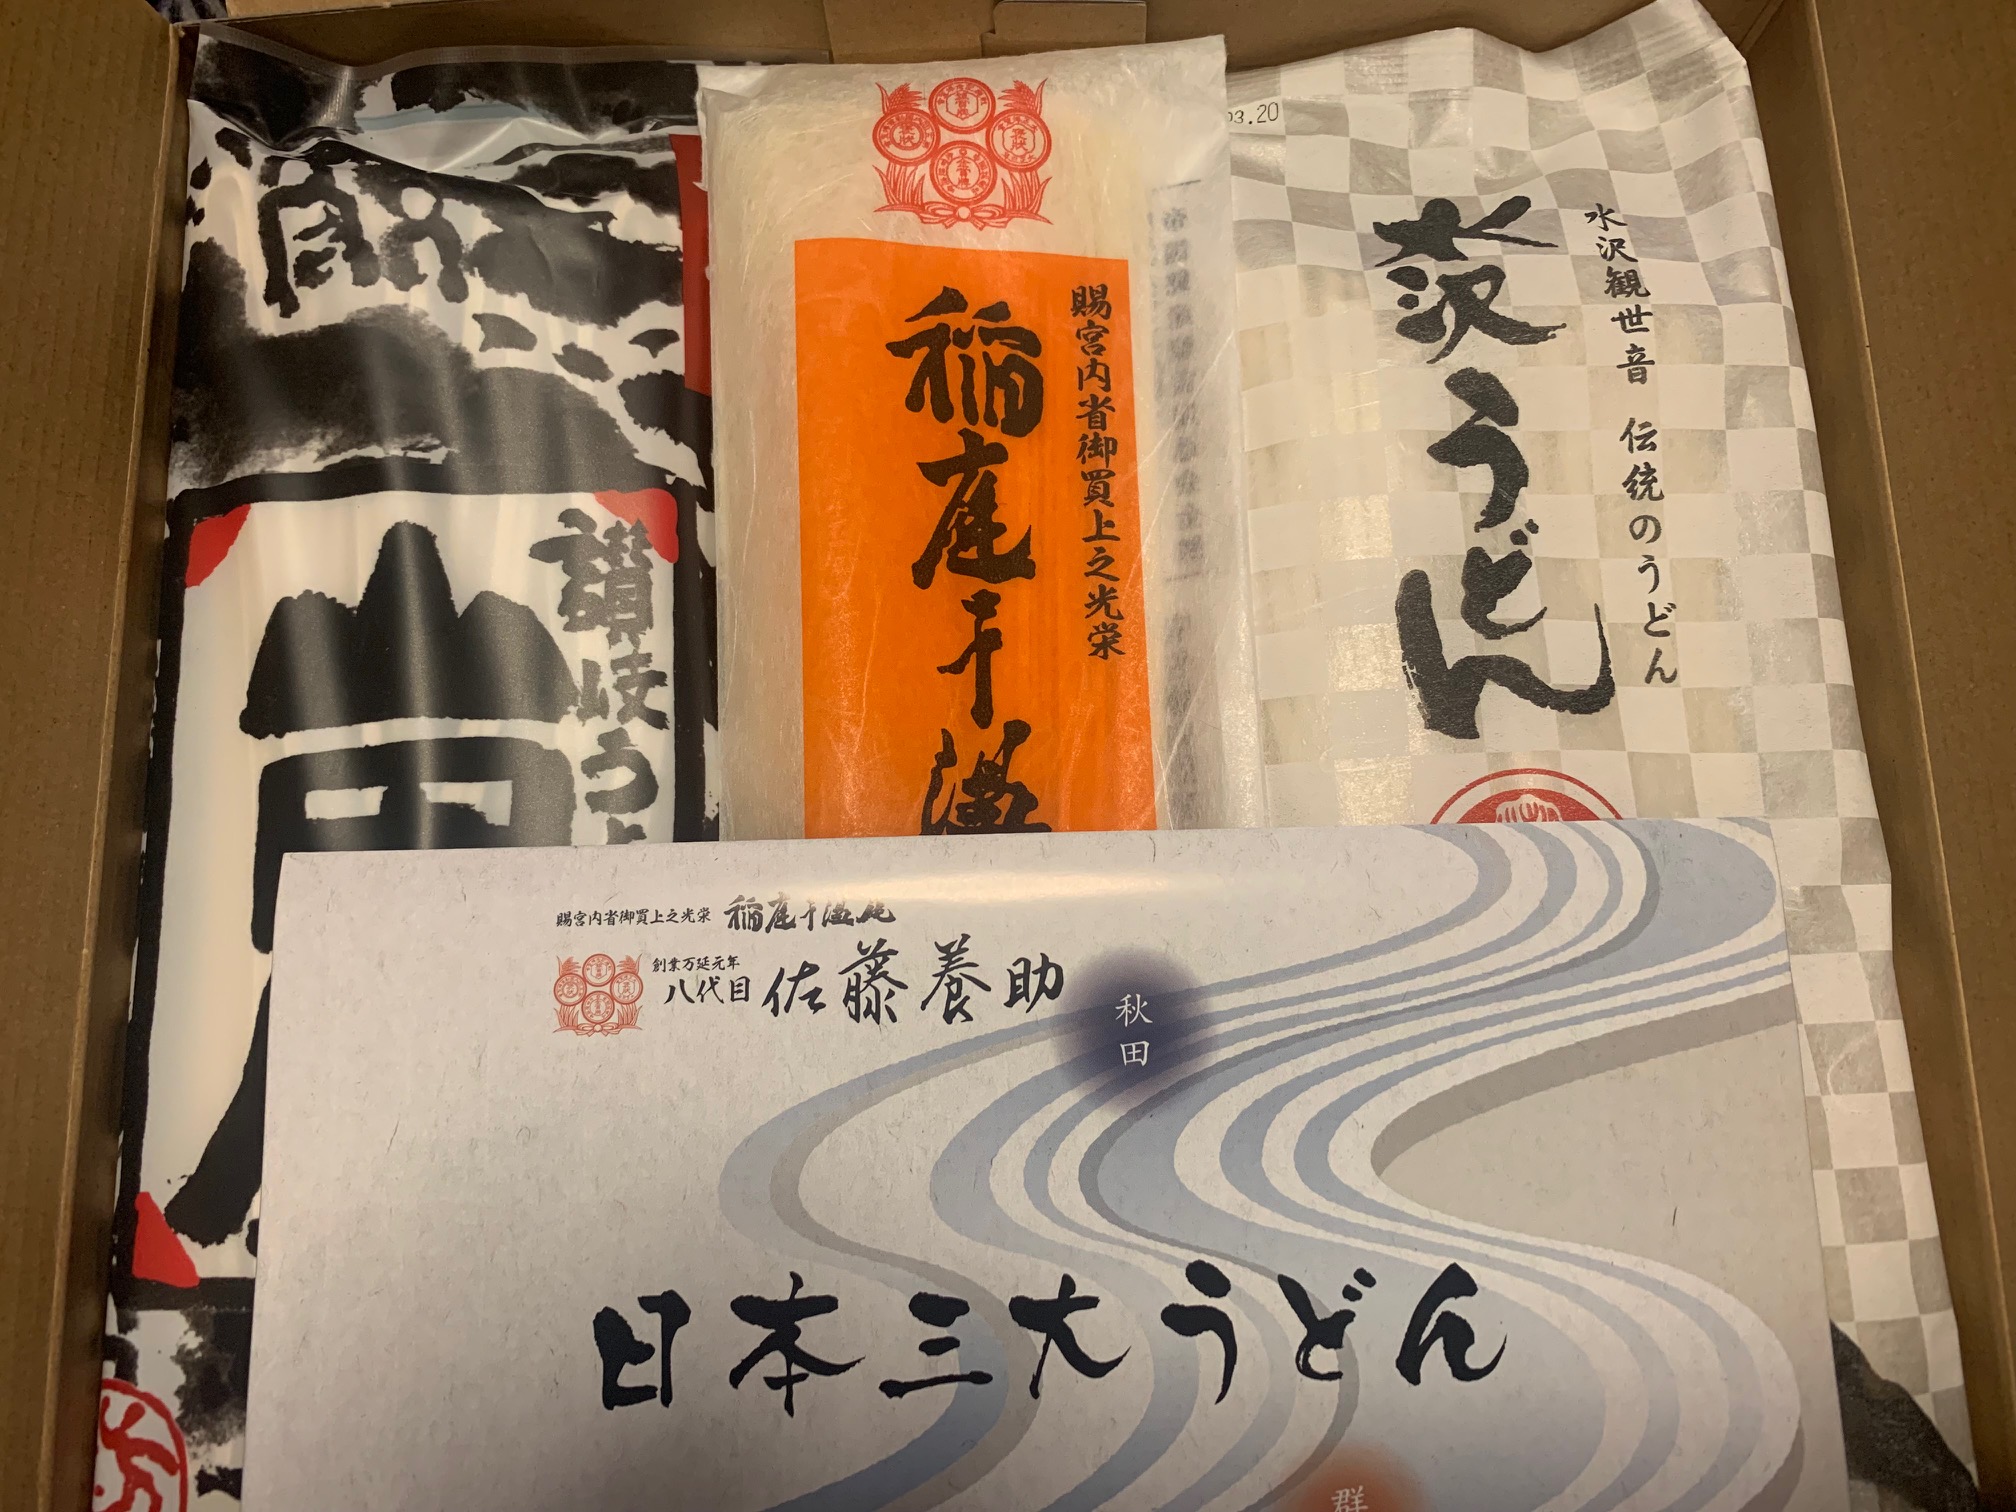 讃岐う
賜宮内省御買上之光栄
稲庭干温
03.20
水沢観世音 伝統のうどん
水沢うどん
賜宮内省御買上之光栄 稲庭干温飩
創業万延元年
八代目 佐藤養助
秋田
日本三大うどん
群